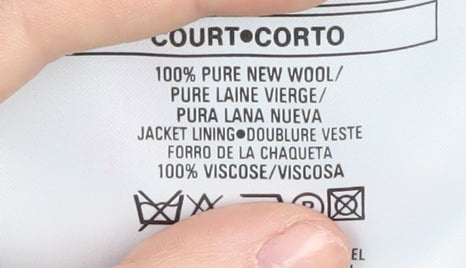 COURT•CORTO
100% PURE NEW WOOL/
PURE LAINE VIERGE/
PURA LANA NUEVA
JACKET LINING•DOUBLURE VESTE
FORRO DE LA CHAQUETA
100% VISCOSE/VISCOSA
P
EL